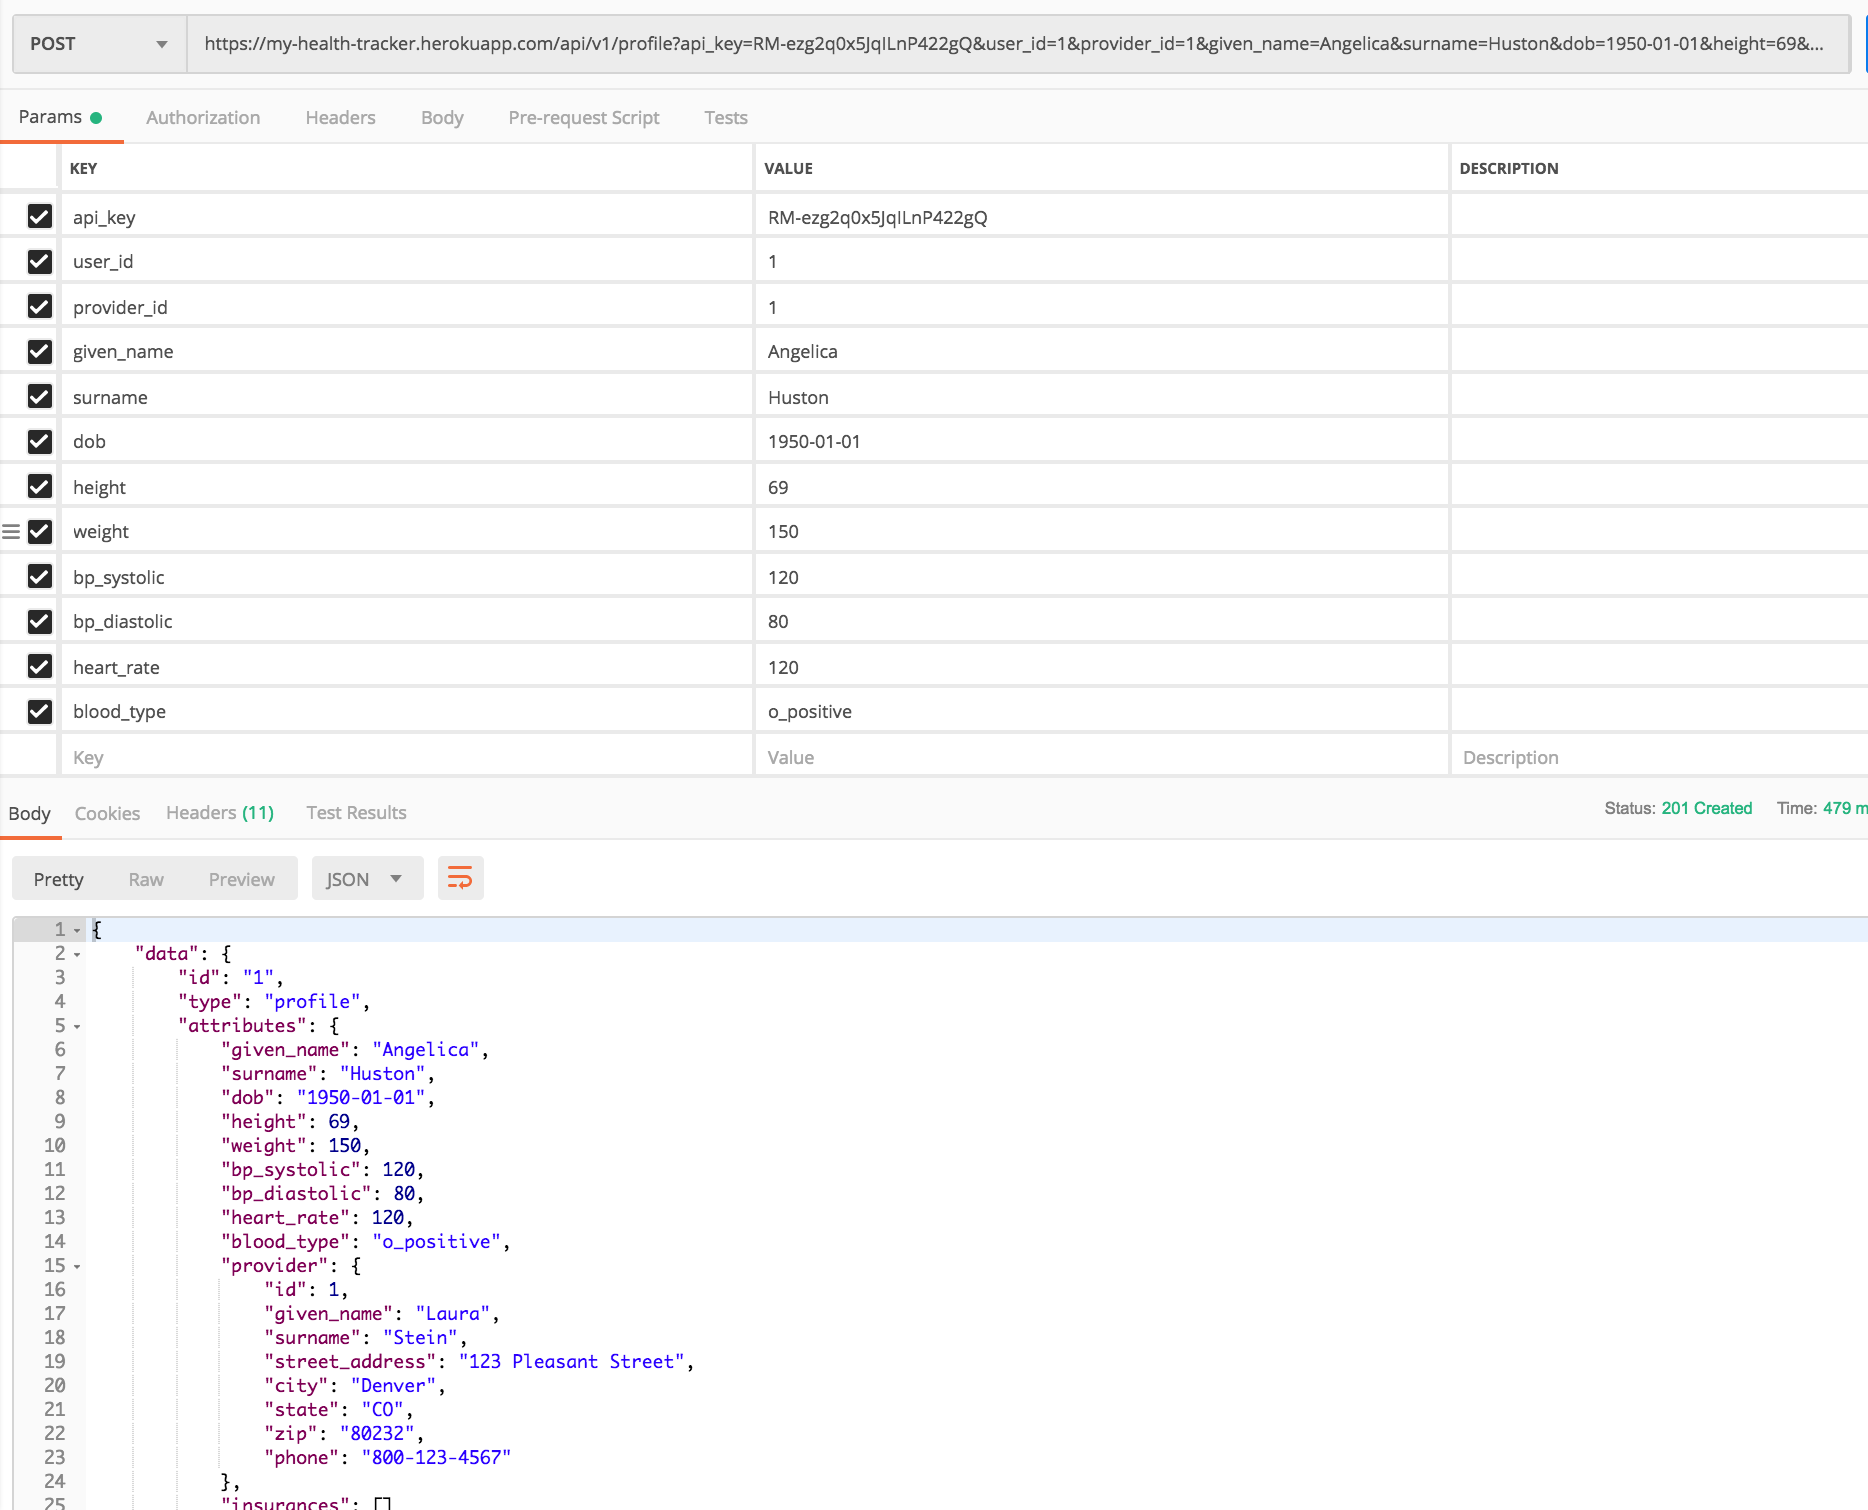 POST https://my-health-tracker.herokuapp.com/api/v1/profile?api_key=RM-ezg2q0x5JqILnP422gQ&user_id=1&provider_id=1&given_name=Angelica&surname=Huston&dob=1950-01-01&height=69&...
Params Authorization Headers Body Pre-request Script Tests
KEY VALUE DESCRIPTION
api_key RM-ezg2q0x5JqILnP422gQ
user_id 1
provider_id 1
given_name Angelica
surname Huston
dob 1950-01-01
height 69
weight 150
bp_systolic 120
bp_diastolic 80
heart_rate 120
blood_type o_positive
Key Value Description
Body Cookies Headers (11) Test Results Status: 201 Created Time: 479 m
Pretty Raw Preview JSON
1 {
2 "data": {
3 "id": "1",
4 "type": "profile",
5 "attributes": {
6 "given_name": "Angelica",
7 "surname": "Huston",
8 "dob": "1950-01-01",
9 "height": 69,
10 "weight": 150,
11 "bp_systolic": 120,
12 "bp_diastolic": 80,
13 "heart_rate": 120,
14 "blood_type": "o_positive",
15 "provider": {
16 "id": 1,
17 "given_name": "Laura",
18 "surname": "Stein",
19 "street_address": "123 Pleasant Street",
20 "city": "Denver",
21 "state": "CO",
22 "zip": "80232",
23 "phone": "800-123-4567"
24 },
25 "insurances": []